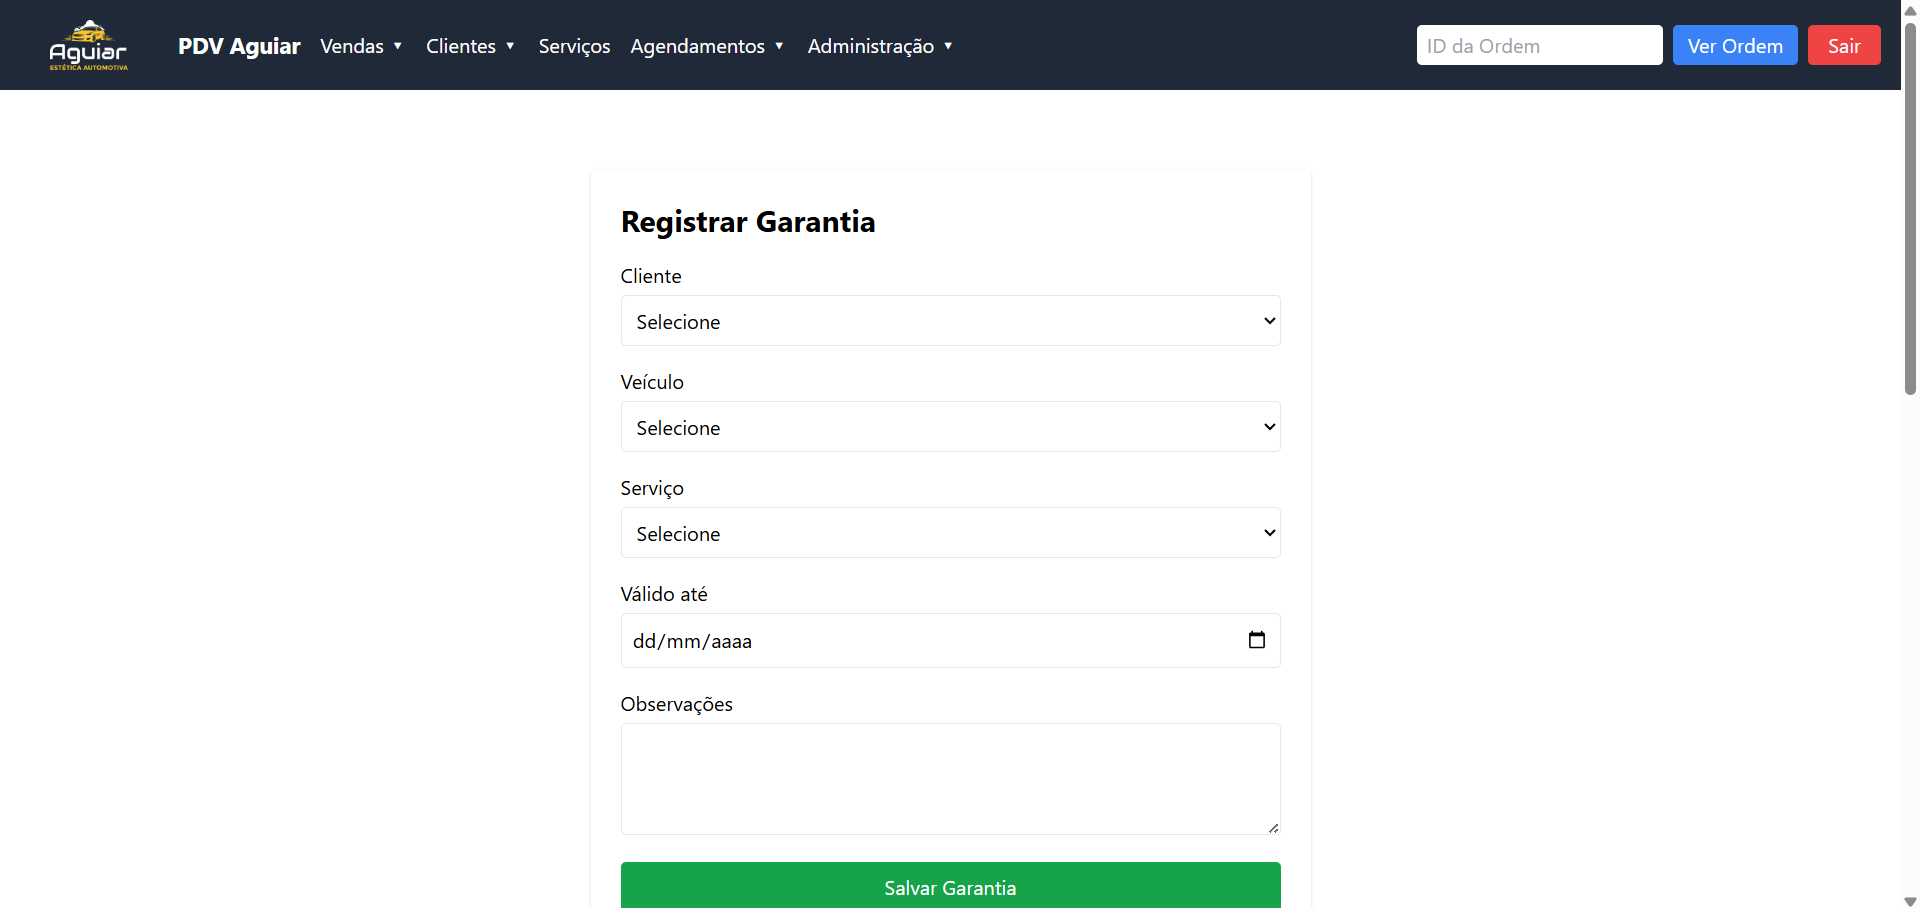 Aguiar
ESTÉTICA AUTOMOTIVA
PDV Aguiar Vendas ▼ Clientes ▼ Serviços Agendamentos ▼ Administração ▼ ID da Ordem Ver Ordem Sair
Registrar Garantia
Cliente
Selecione
Veículo
Selecione
Serviço
Selecione
Válido até
dd/mm/aaaa
Observações
Salvar Garantia